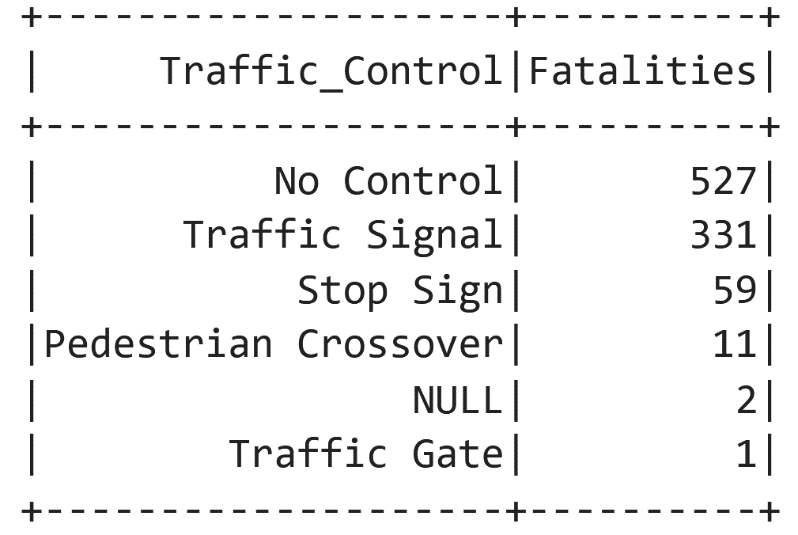 +--------------------+----------+
|     Traffic_Control|Fatalities|
+--------------------+----------+
|          No Control|       527|
|      Traffic Signal|       331|
|           Stop Sign|        59|
|Pedestrian Crossover|        11|
|                NULL|         2|
|        Traffic Gate|         1|
+--------------------+----------+